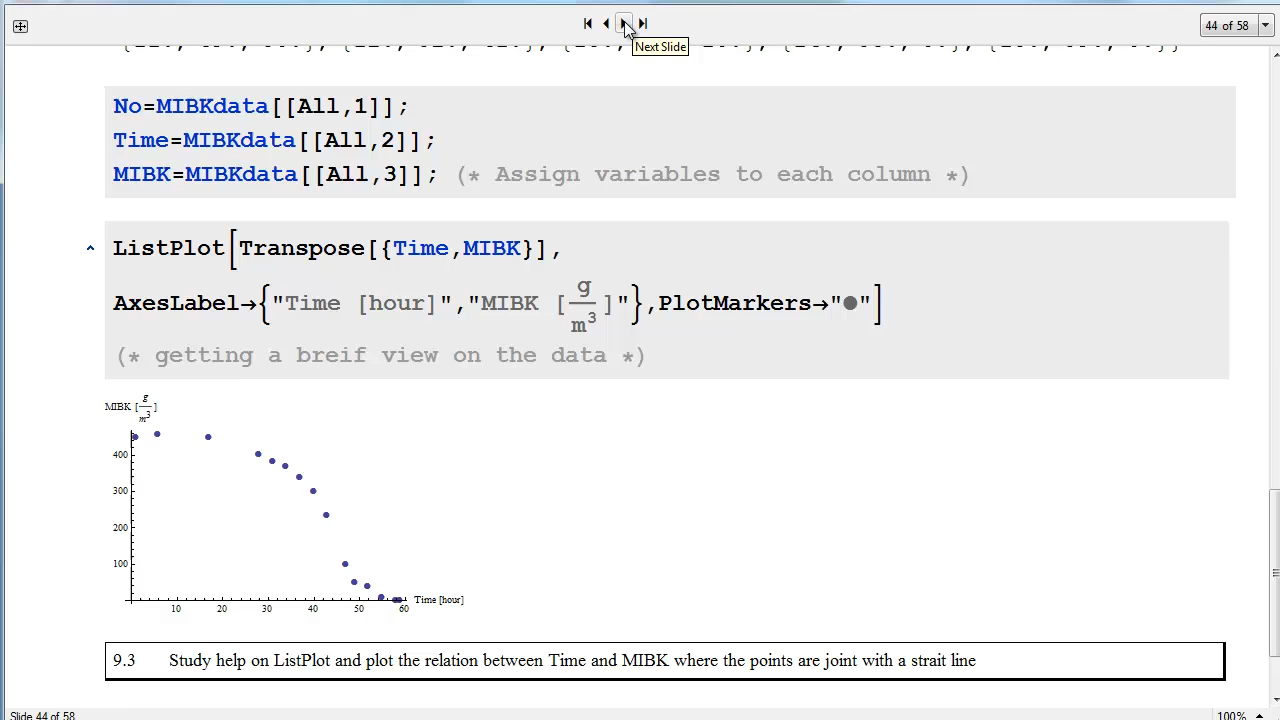 44 of 58
Next Slide
No=MIBKdata[[All,1]];
Time=MIBKdata[[All,2]];
MIBK=MIBKdata[[All,3]]; (* Assign variables to each column *)
ListPlot[Transpose[{Time,MIBK}],
AxesLabel→{"Time [hour]","MIBK [g/m³]"},PlotMarkers→"●"]
(* getting a breif view on the data *)
MIBK [g/m³]
400
300
200
100
Time [hour]
10 20 30 40 50 60
9.3 Study help on ListPlot and plot the relation between Time and MIBK where the points are joint with a strait line
Slide 44 of 58
100%